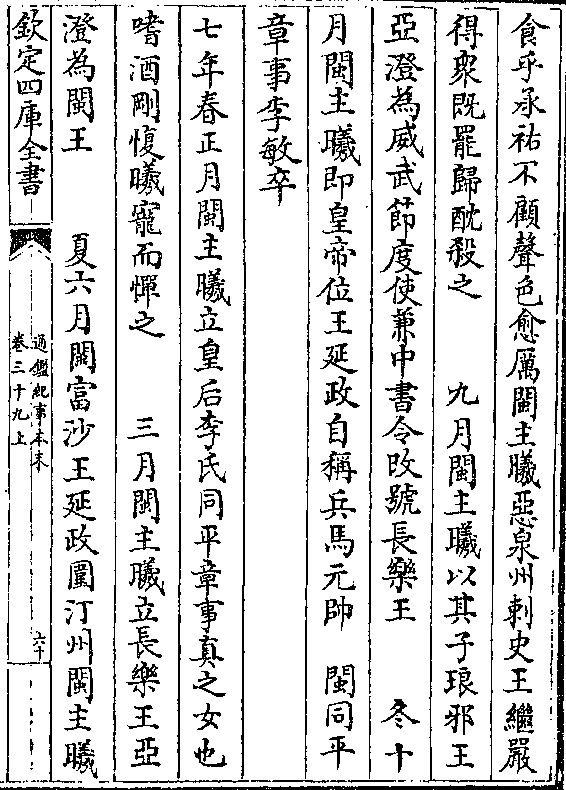 食乎承祐不顧聲色愈厲閩主曦惡泉州刺史王繼嚴
得衆既罷歸酖殺之　九月閩主曦以其子琅邪王
亞澄為威武節度使兼中書令改號長樂王　冬十
月閩主曦即皇帝位王延政自稱兵馬元帥　閩同平
章事李敏卒
七年春正月閩主曦立皇后李氏同平章事真之女也
嗜酒剛愎曦寵而憚之　三月閩主曦立長樂王亞
澄為閩王　夏六月閩富沙王延政圍汀州閩主曦
欽定四庫全書
通鑑紀事本末
卷三十九上
六十